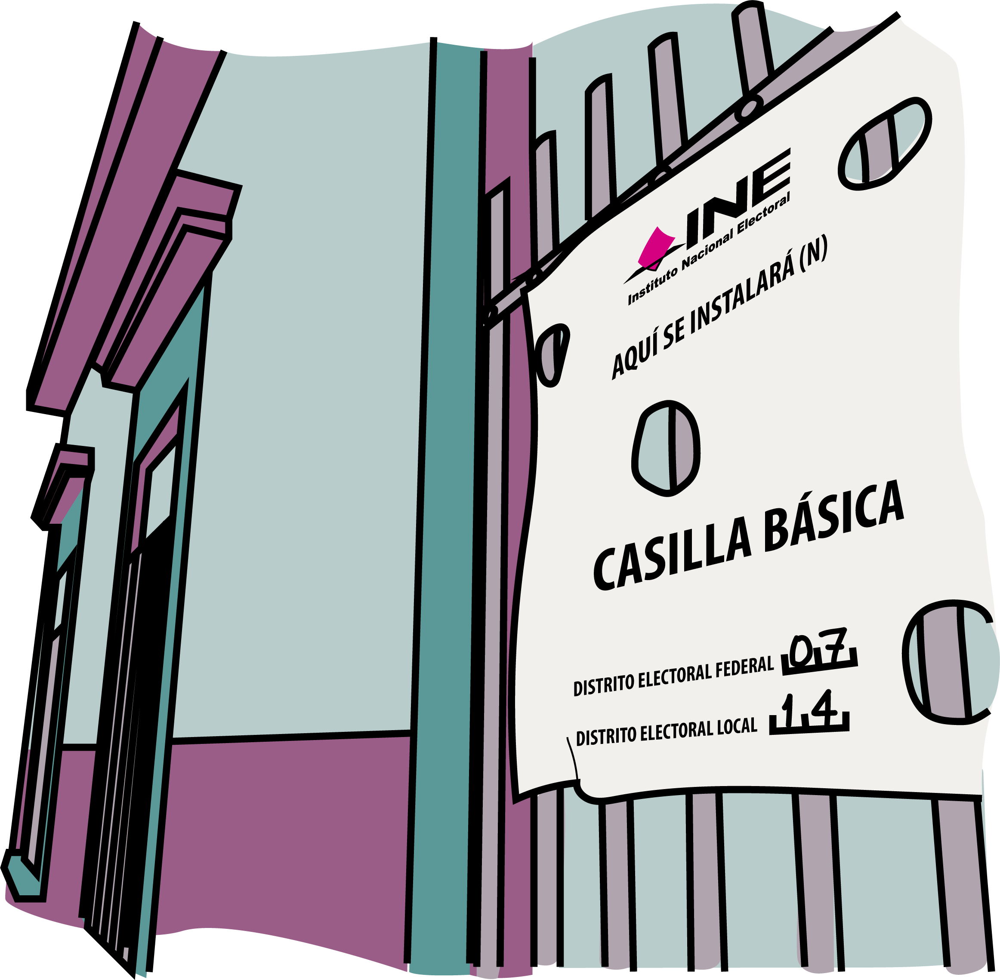 INE
Instituto Nacional Electoral
AQUÍ SE INSTALARÁ (N)
CASILLA BÁSICA
DISTRITO ELECTORAL FEDERAL 07
DISTRITO ELECTORAL LOCAL 14